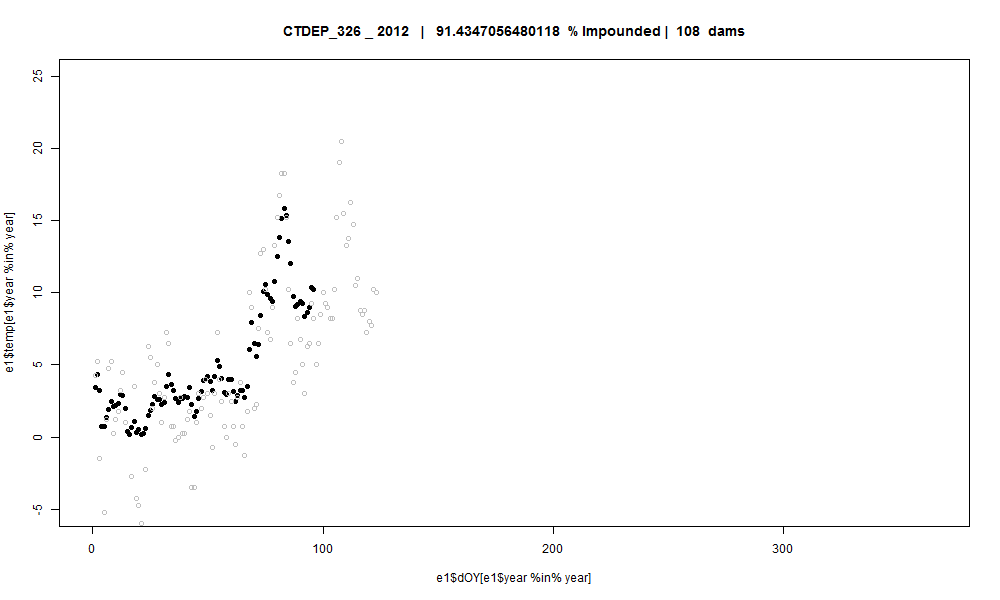 CTDEP_326 _ 2012 | 91.4347056480118 % Impounded | 108 dams
25
20
15
10
5
0
-5
e1$temp[e1$year %in% year]
0 100 200 300
e1$dOY[e1$year %in% year]